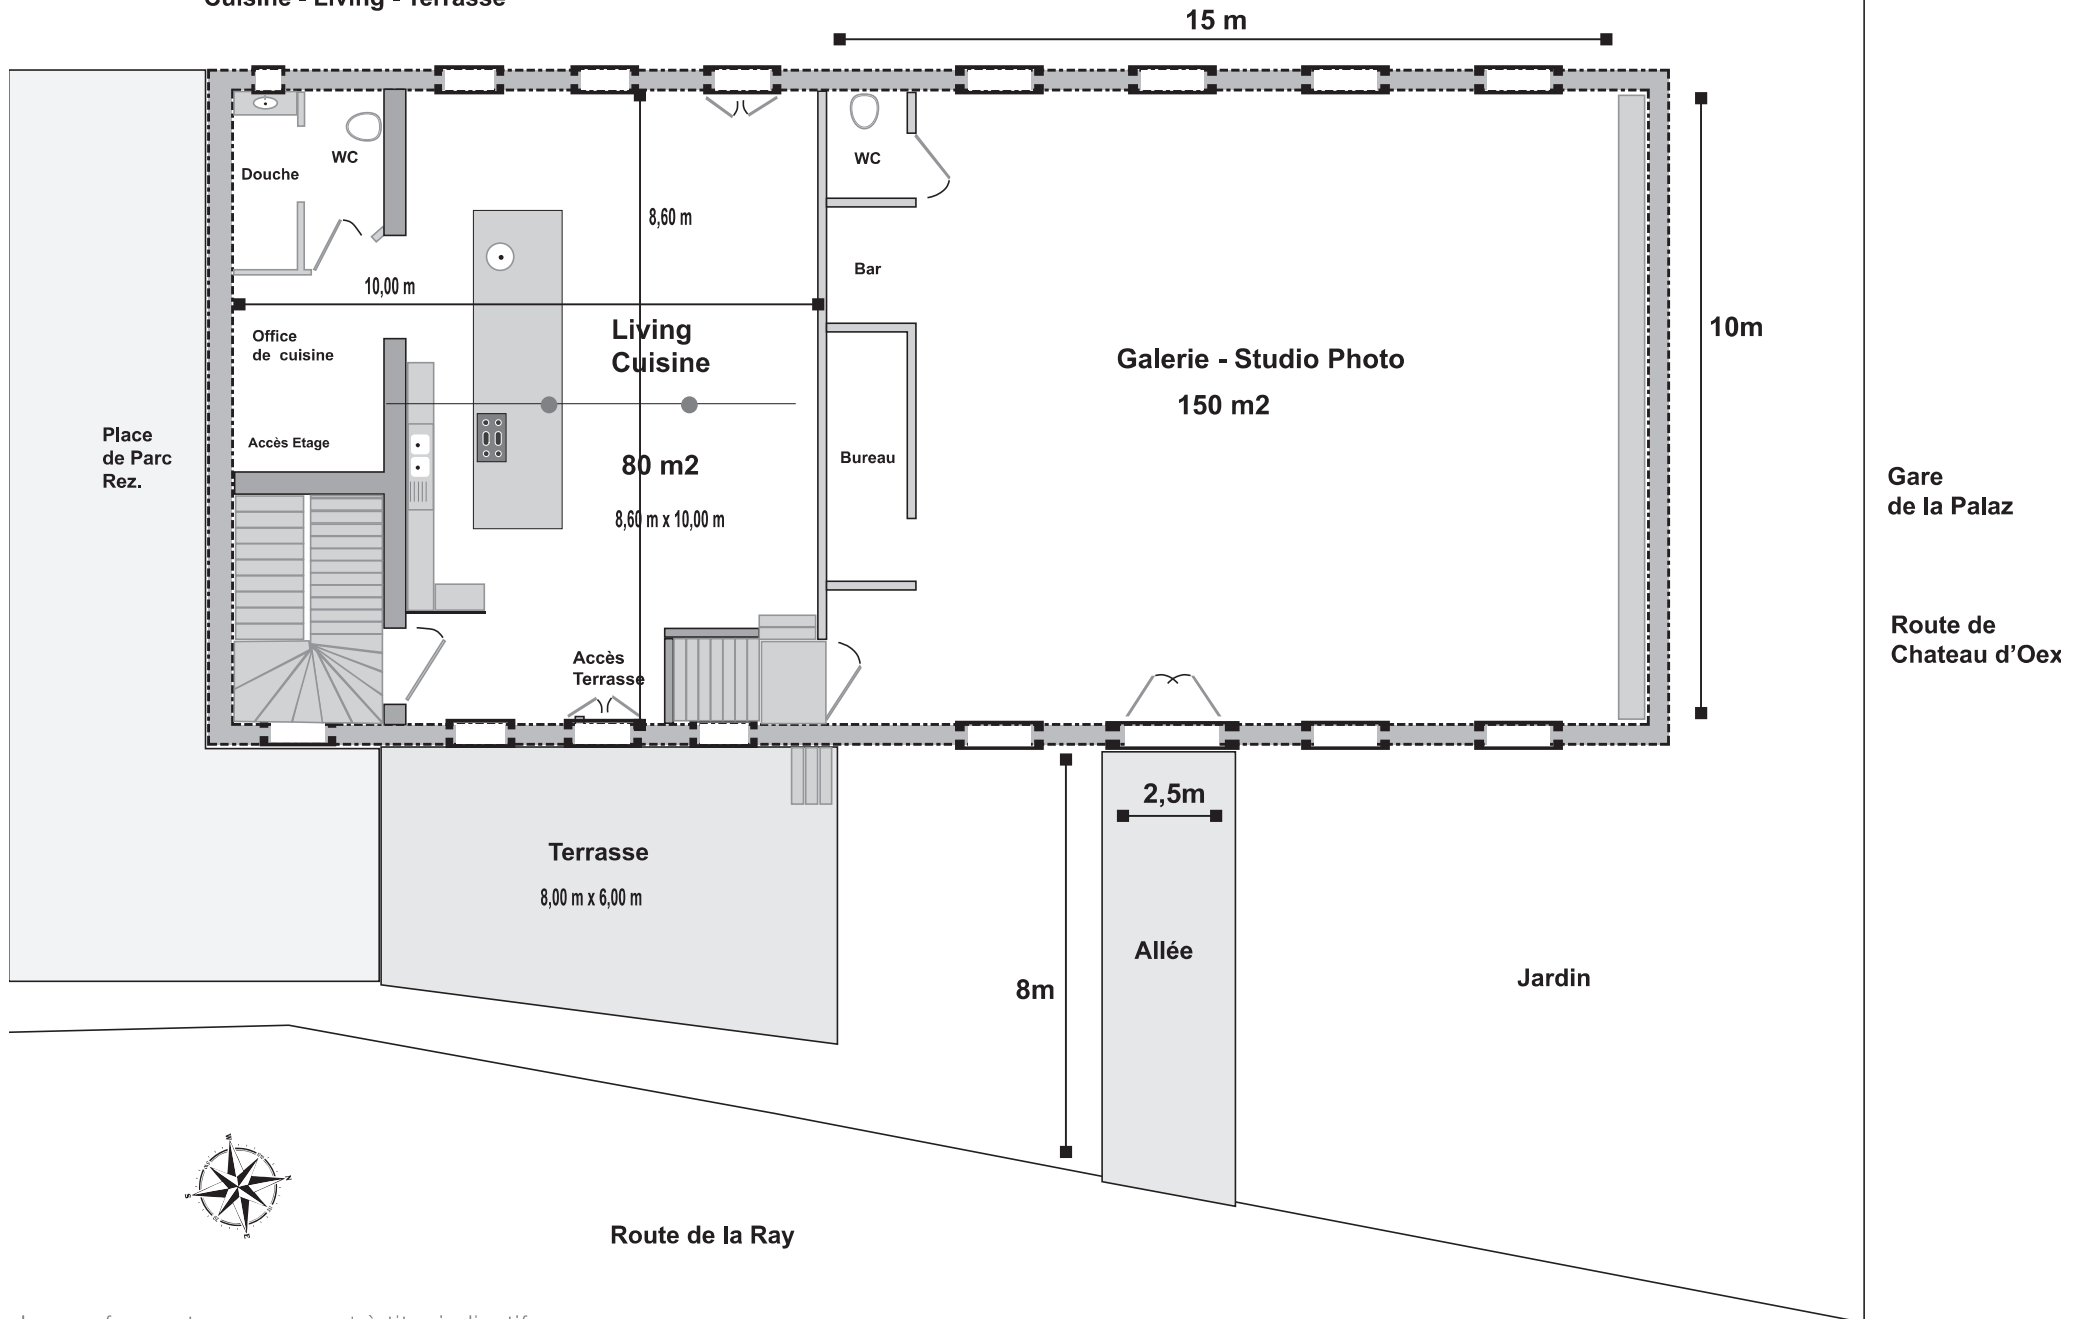 Cuisine - Living - Terrasse
15 m
WC
Douche
WC
8,60 m
10,00 m
Bar
Living
Cuisine
Office
de cuisine
10m
Galerie - Studio Photo
150 m2
Accès Etage
Place
de Parc
Rez.
80 m2
Bureau
8,60 m x 10,00 m
Gare
de la Palaz
Route de
Chateau d'Oex
Accès
Terrasse
2,5m
Terrasse
8,00 m x 6,00 m
Allée
8m
Jardin
W
N
S
E
Route de la Ray